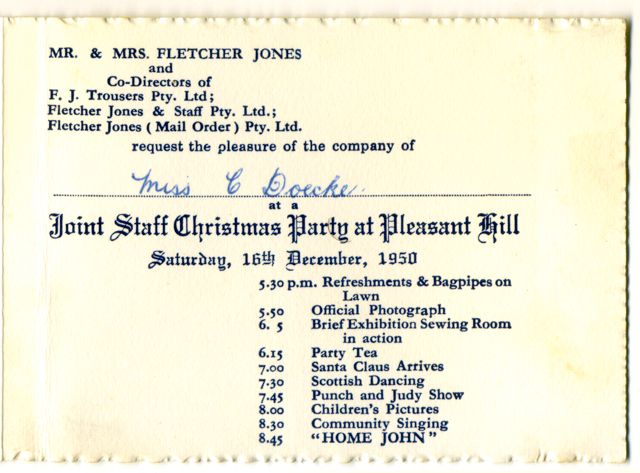 MR. & MRS. FLETCHER JONES
and
Co-Directors of
F. J. Trousers Pty. Ltd;
Fletcher Jones & Staff Pty. Ltd.;
Fletcher Jones ( Mail Order ) Pty. Ltd.
request the pleasure of the company of
Miss C Doecke.
at a
Joint Staff Christmas Party at Pleasant Hill
Saturday, 16th December, 1950
5.30 p.m. Refreshments & Bagpipes on
Lawn
5.50 Official Photograph
6. 5 Brief Exhibition Sewing Room
in action
6.15 Party Tea
7.00 Santa Claus Arrives
7.30 Scottish Dancing
7.45 Punch and Judy Show
8.00 Children's Pictures
8.30 Community Singing
8.45 "HOME JOHN"